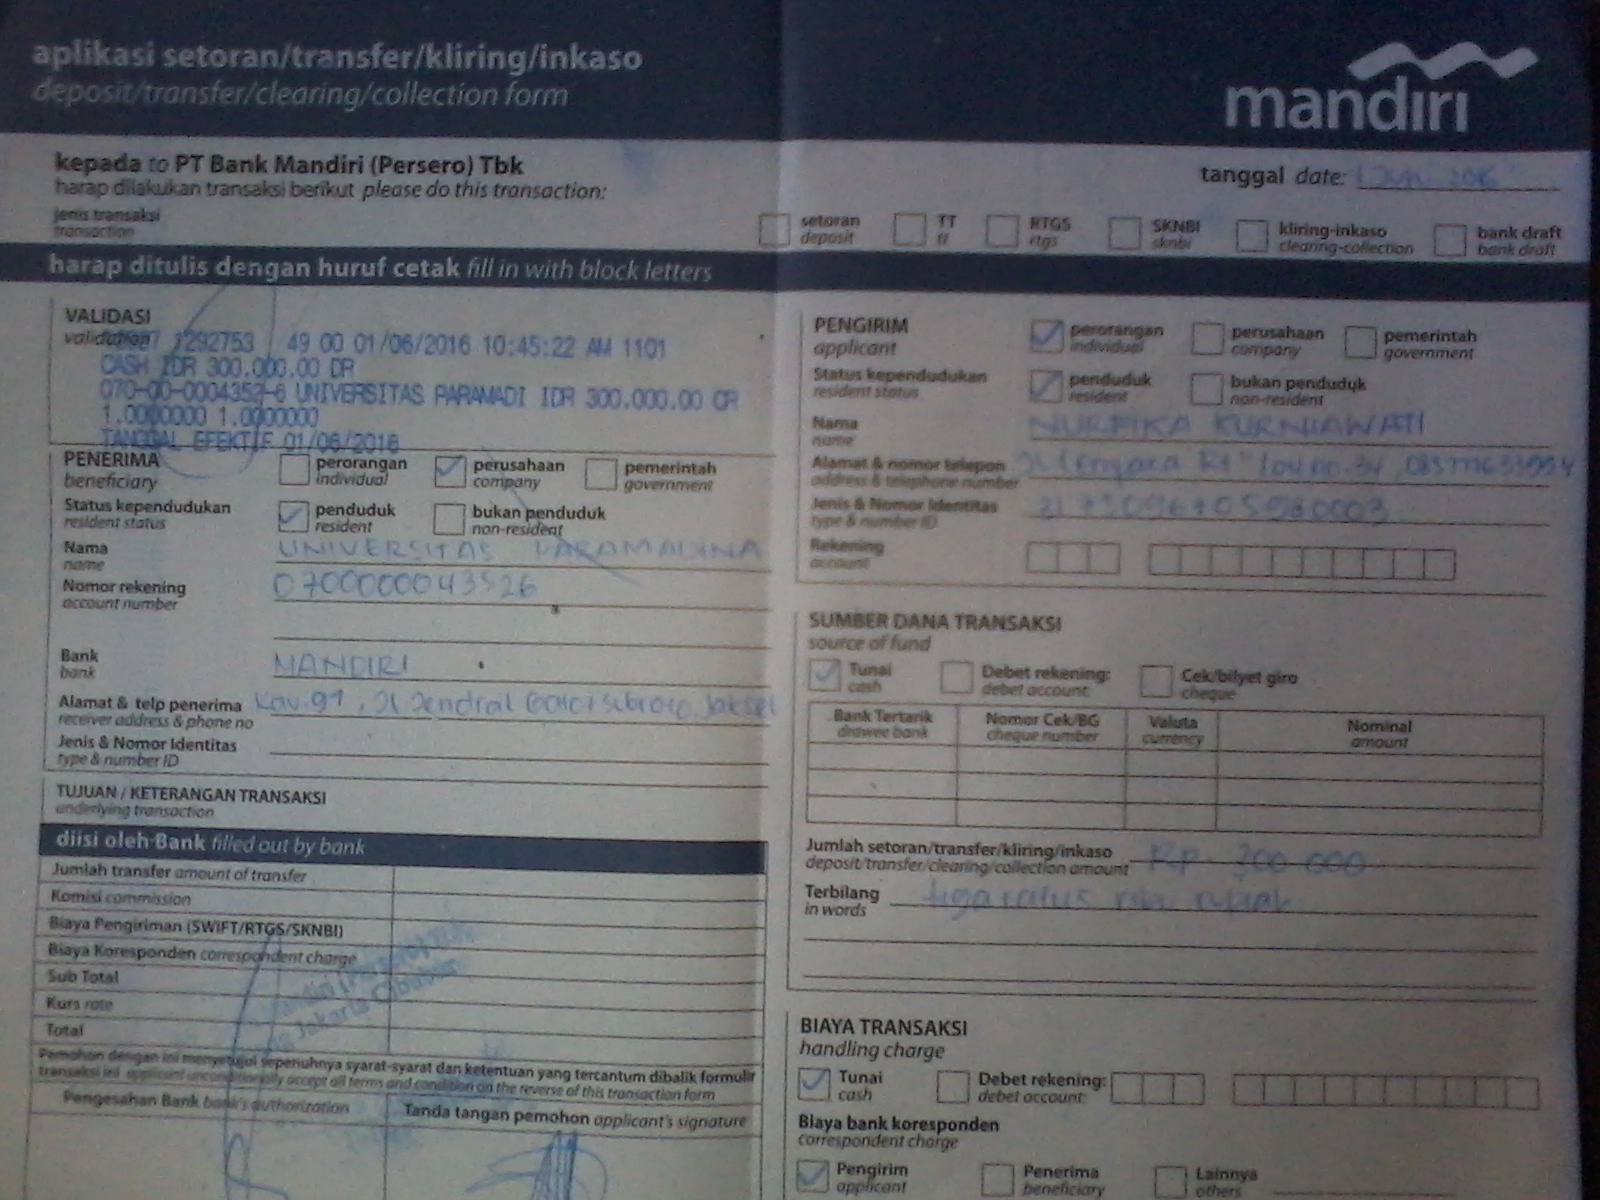 aplikasi setoran/transfer/kliring/inkaso
deposit/transfer/clearing/collection form
mandiri
kepada to PT Bank Mandiri (Persero) Tbk
harap dilakukan transaksi berikut please do this transaction:
tanggal date: 1 Juni 2016
jenis transaksi
transaction
setoran
deposit
TT
tt
RTGS
rtgs
SKNBI
sknbi
kliring-inkaso
clearing-collection
bank draft
bank draft
harap ditulis dengan huruf cetak fill in with block letters
VALIDASI
validation
1292753 49 00 01/06/2016 10:45:22 AM 1101
CASH IDR 300.000.00 DR
070-00-0004352-6 UNIVERSITAS PARAMADI IDR 300.000.00 CR
1.0000000 1.0000000
TANGGAL EFEKTIF 01/06/2016
PENERIMA
beneficiary
perorangan
individual
perusahaan
company
pemerintah
government
Status kependudukan
resident status
penduduk
resident
bukan penduduk
non-resident
Nama
name
UNIVERSITAS PARAMADINA
Nomor rekening
account number
0700000043526
Bank
bank
MANDIRI
Alamat & telp penerima
receiver address & phone no
Kav. 97, Jl Jendral Gatot Subroto, Jaksel
Jenis & Nomor Identitas
type & number ID
TUJUAN / KETERANGAN TRANSAKSI
underlying transaction
diisi oleh Bank filled out by bank
Jumlah transfer amount of transfer
Komisi commission
Biaya Pengiriman (SWIFT/RTGS/SKNBI)
Biaya Koresponden correspondent charge
Sub Total
Kurs rate
Total
Jakarta Cibubur
Pemohon dengan ini menyetujui sepenuhnya syarat-syarat dan ketentuan yang tercantum dibalik formulir
transaksi ini applicant unconditionally accept all terms and condition on the reverse of this transaction form
Pengesahan Bank bank's authorization
Tanda tangan pemohon applicant's signature
PENGIRIM
applicant
perorangan
individual
perusahaan
company
pemerintah
government
Status kependudukan
resident status
penduduk
resident
bukan penduduk
non-resident
Nama
name
NURFIKA KURNIAWATI
Alamat & nomor telepon
address & telephone number
Jenis & Nomor Identitas
type & number ID
Rekening
account
SUMBER DANA TRANSAKSI
source of fund
Tunai
cash
Debet rekening:
debet account:
Cek/bilyet giro
cheque
Bank Tertarik
drawee bank
Nomor Cek/BG
cheque number
Valuta
currency
Nominal
amount
Jumlah setoran/transfer/kliring/inkaso
deposit/transfer/clearing/collection amount
Rp 300 000
Terbilang
in words
tiga ratus ribu rupiah
BIAYA TRANSAKSI
handling charge
Tunai
cash
Debet rekening:
debet account:
Biaya bank koresponden
correspondent charge
Pengirim
applicant
Penerima
beneficiary
Lainnya
others